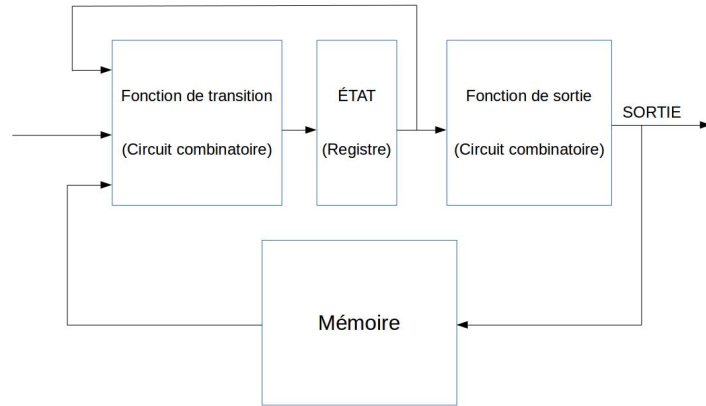 Fonction de transition
(Circuit combinatoire)
ÉTAT
(Registre)
Fonction de sortie
(Circuit combinatoire)
SORTIE
Mémoire